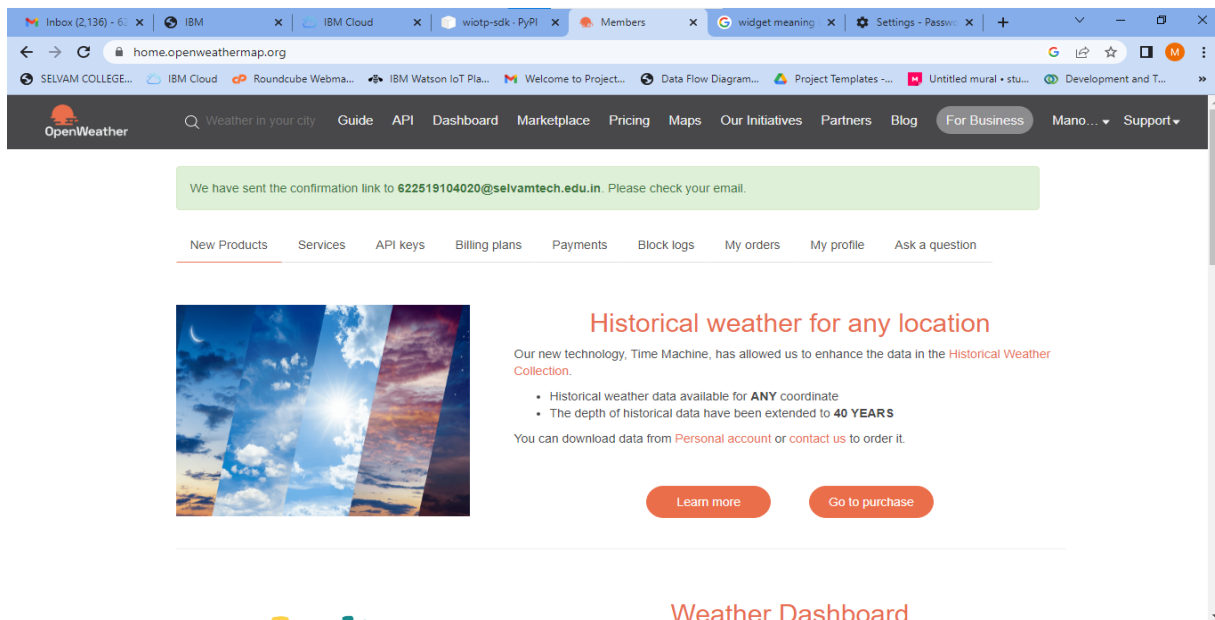 Inbox (2,136) - 62 IBM IBM Cloud wiotp-sdk · PyPI Members widget meaning Settings - Passwo
home.openweathermap.org G M
SELVAM COLLEGE... IBM Cloud Roundcube Webma... IBM Watson IoT Pla... Welcome to Project... Data Flow Diagram... Project Templates -... Untitled mural • stu... Development and T... »
OpenWeather Weather in your city Guide API Dashboard Marketplace Pricing Maps Our Initiatives Partners Blog For Business Mano... Support
We have sent the confirmation link to 622519104020@selvamtech.edu.in. Please check your email.
New Products Services API keys Billing plans Payments Block logs My orders My profile Ask a question
Historical weather for any location
Our new technology, Time Machine, has allowed us to enhance the data in the Historical Weather
Collection.
• Historical weather data available for ANY coordinate
• The depth of historical data have been extended to 40 YEARS
You can download data from Personal account or contact us to order it.
Learn more Go to purchase
Weather Dashboard